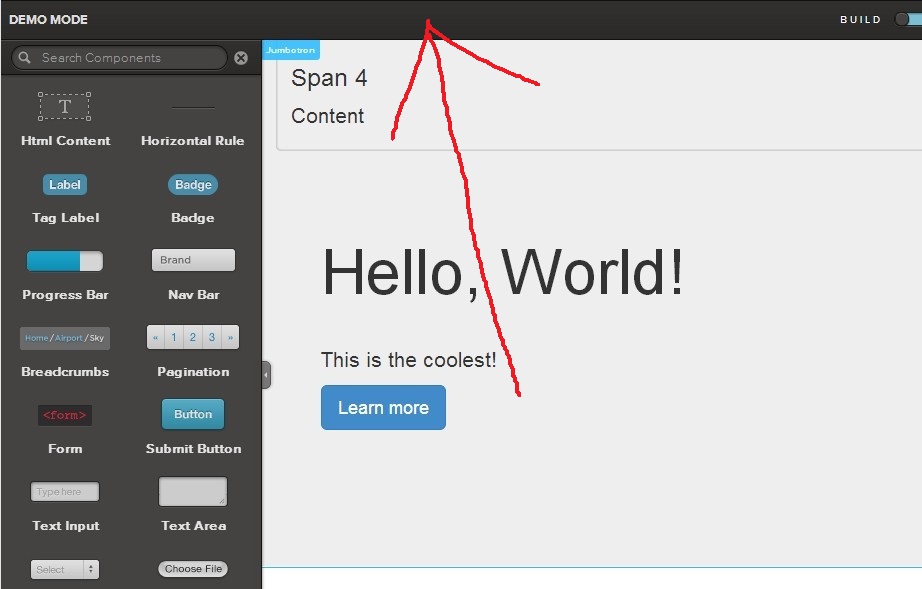 DEMO MODE
BUILD
Search Components
Jumbotron
Span 4
Content
T
Html Content
Horizontal Rule
Label
Badge
Tag Label
Badge
Brand
Progress Bar
Nav Bar
Home / Airport / Sky
« 1 2 3 »
Breadcrumbs
Pagination
<form>
Button
Form
Submit Button
Type here
Text Input
Text Area
Select
Choose File
Hello, World!
This is the coolest!
Learn more